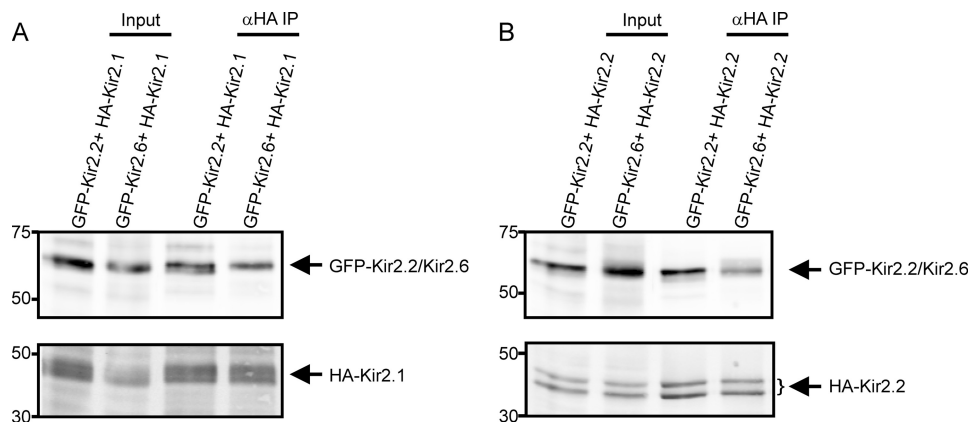 A
Input
αHA IP
GFP-Kir2.2+ HA-Kir2.1
GFP-Kir2.6+ HA-Kir2.1
GFP-Kir2.2+ HA-Kir2.1
GFP-Kir2.6+ HA-Kir2.1
75
50
GFP-Kir2.2/Kir2.6
50
30
HA-Kir2.1
B
Input
αHA IP
GFP-Kir2.2+ HA-Kir2.2
GFP-Kir2.6+ HA-Kir2.2
GFP-Kir2.2+ HA-Kir2.2
GFP-Kir2.6+ HA-Kir2.2
75
50
GFP-Kir2.2/Kir2.6
50
30
} HA-Kir2.2